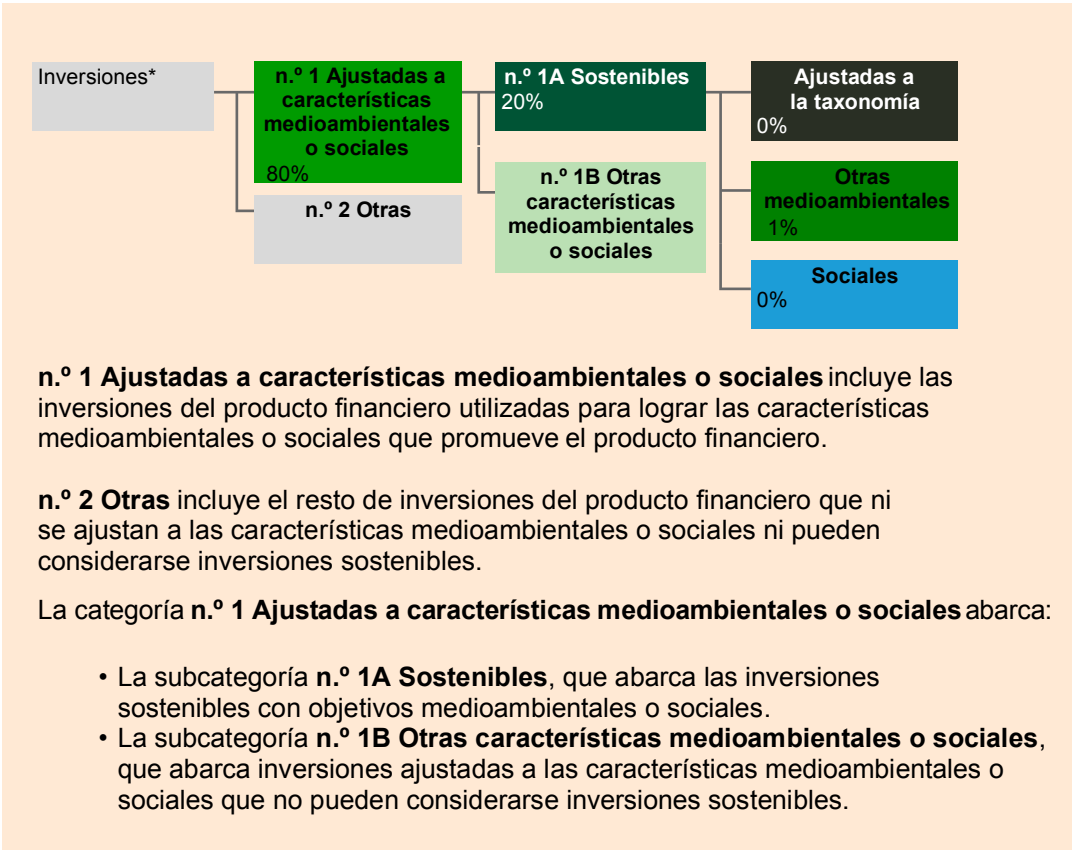 Inversiones*
n.º 1 Ajustadas a
características
medioambientales
o sociales
80%
n.º 2 Otras
n.º 1A Sostenibles
20%
n.º 1B Otras
características
medioambientales
o sociales
Ajustadas a
la taxonomía
0%
Otras
medioambientales
1%
Sociales
0%
n.º 1 Ajustadas a características medioambientales o sociales incluye las
inversiones del producto financiero utilizadas para lograr las características
medioambientales o sociales que promueve el producto financiero.
n.º 2 Otras incluye el resto de inversiones del producto financiero que ni
se ajustan a las características medioambientales o sociales ni pueden
considerarse inversiones sostenibles.
La categoría n.º 1 Ajustadas a características medioambientales o sociales abarca:
• La subcategoría n.º 1A Sostenibles, que abarca las inversiones
sostenibles con objetivos medioambientales o sociales.
• La subcategoría n.º 1B Otras características medioambientales o sociales,
que abarca inversiones ajustadas a las características medioambientales o
sociales que no pueden considerarse inversiones sostenibles.